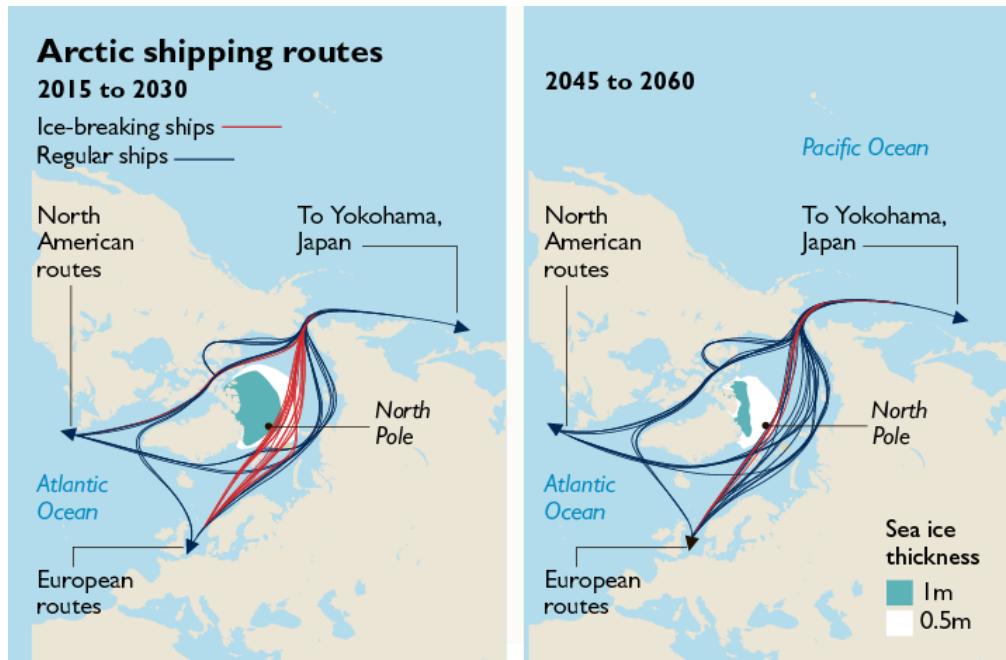 Arctic shipping routes
2015 to 2030
Ice-breaking ships
Regular ships
North
American
routes
To Yokohama,
Japan
North
Pole
Atlantic
Ocean
European
routes
2045 to 2060
Pacific Ocean
North
American
routes
To Yokohama,
Japan
North
Pole
Atlantic
Ocean
European
routes
Sea ice
thickness
1m
0.5m